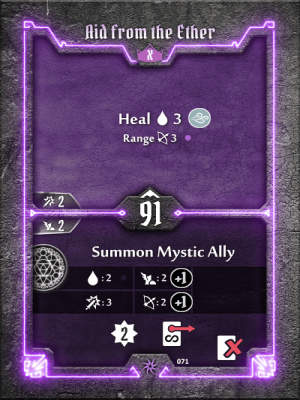 Aid from the Ether
X
Heal 3
Range 3
2
91
2
Summon Mystic Ally
: 2
: 2 +1
: 3
: 2 +1
2
071